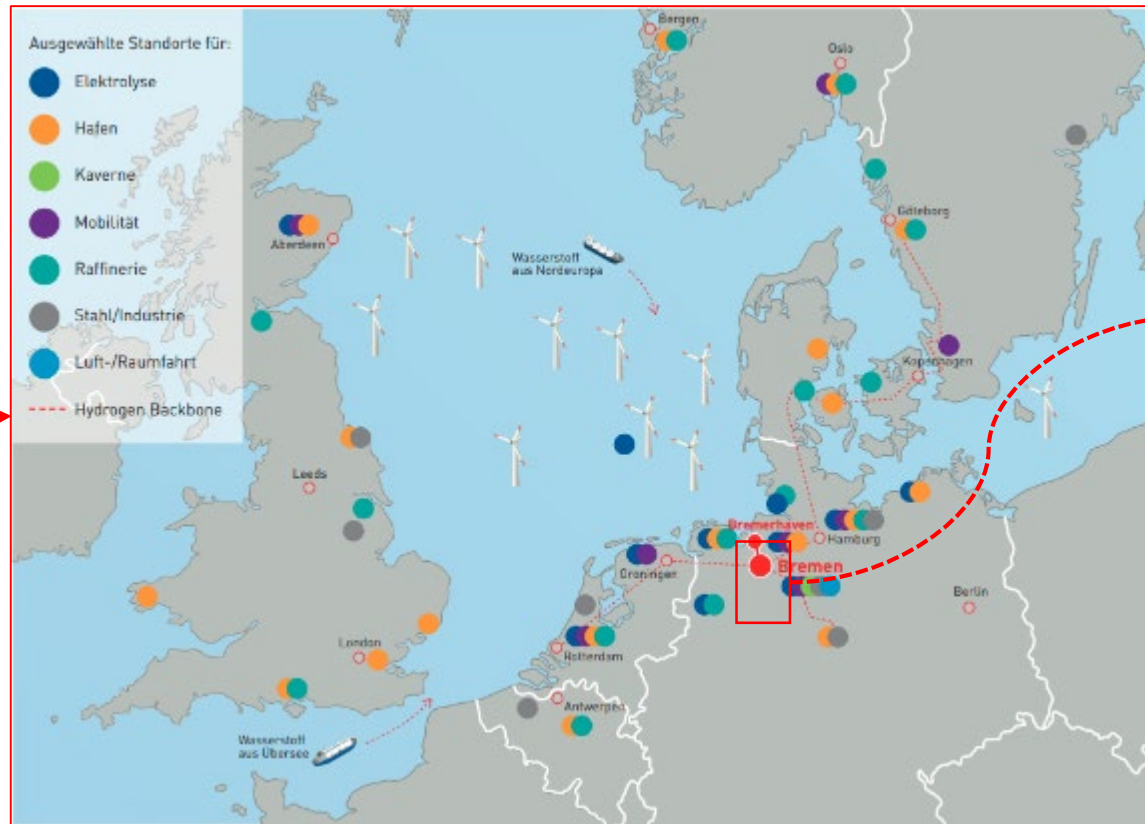 Ausgewählte Standorte für:
Elektrolyse
Hafen
Kaverne
Mobilität
Raffinerie
Stahl/Industrie
Luft-/Raumfahrt
Hydrogen Backbone
Bergen
Oslo
Aberdeen
Göteborg
Wasserstoff
aus Nordeuropa
Kopenhagen
Leeds
Bremerhaven
Hamburg
Groningen
Bremen
Berlin
London
Rotterdam
Antwerpen
Wasserstoff
aus Übersee